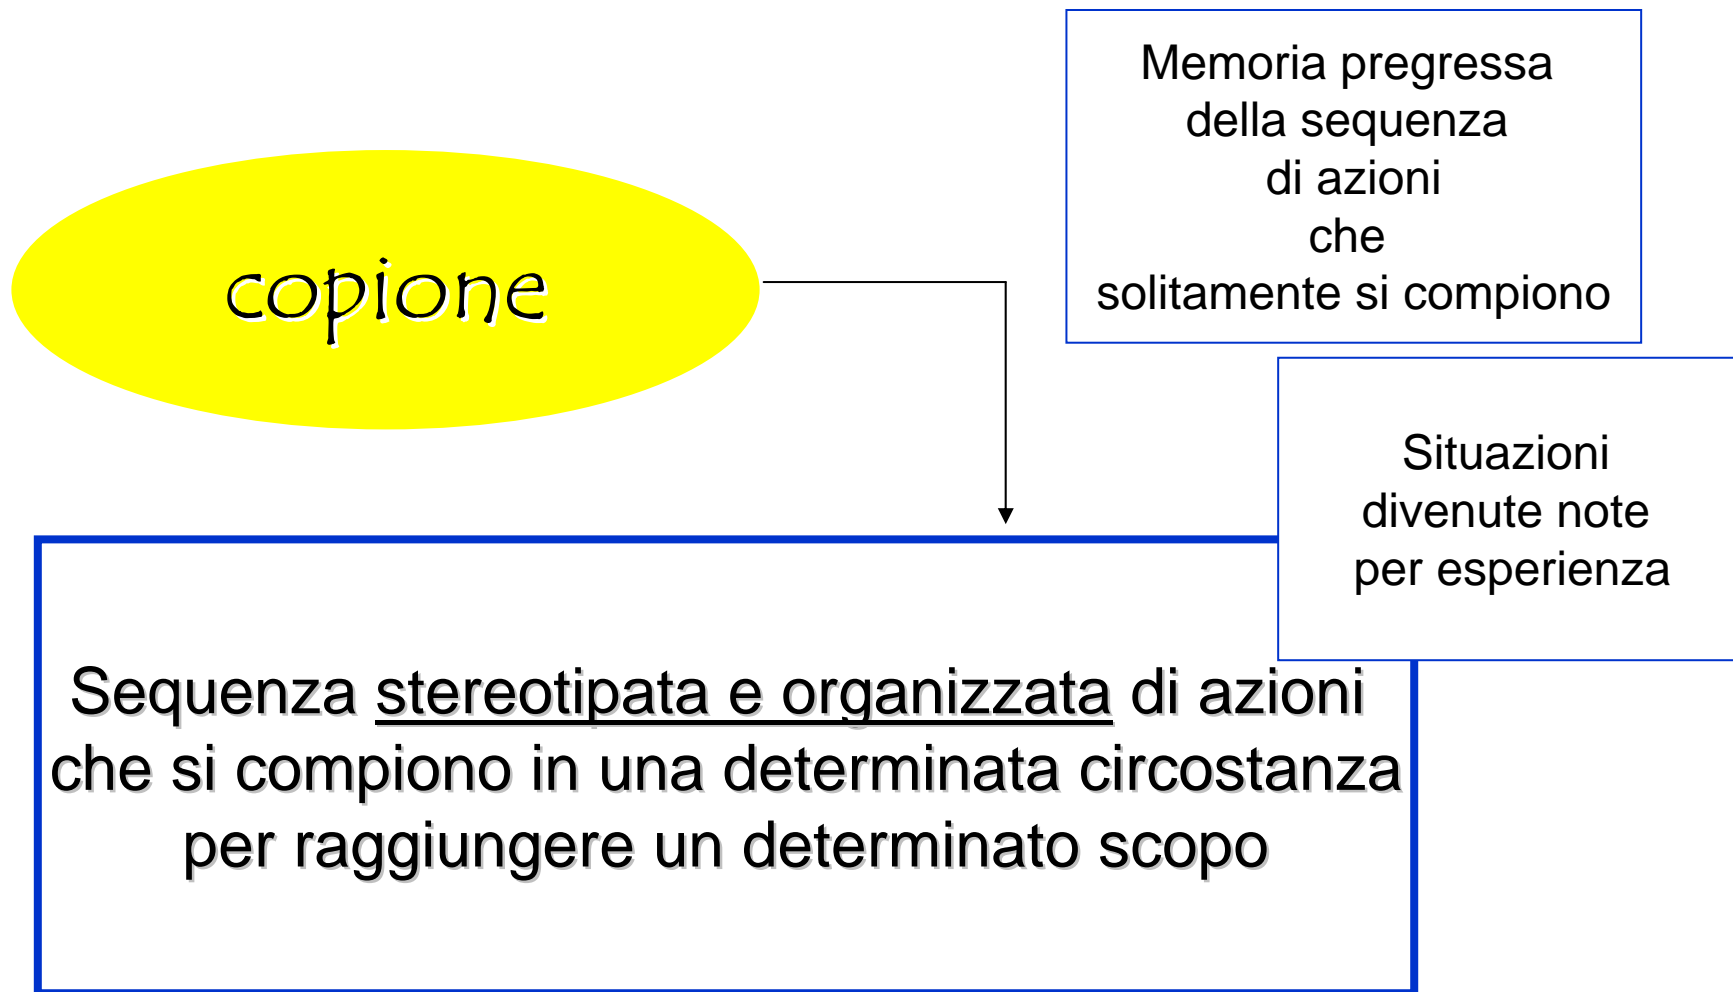 copione
Memoria pregressa
della sequenza
di azioni
che
solitamente si compiono
Situazioni
divenute note
per esperienza
Sequenza stereotipata e organizzata di azioni
che si compiono in una determinata circostanza
per raggiungere un determinato scopo